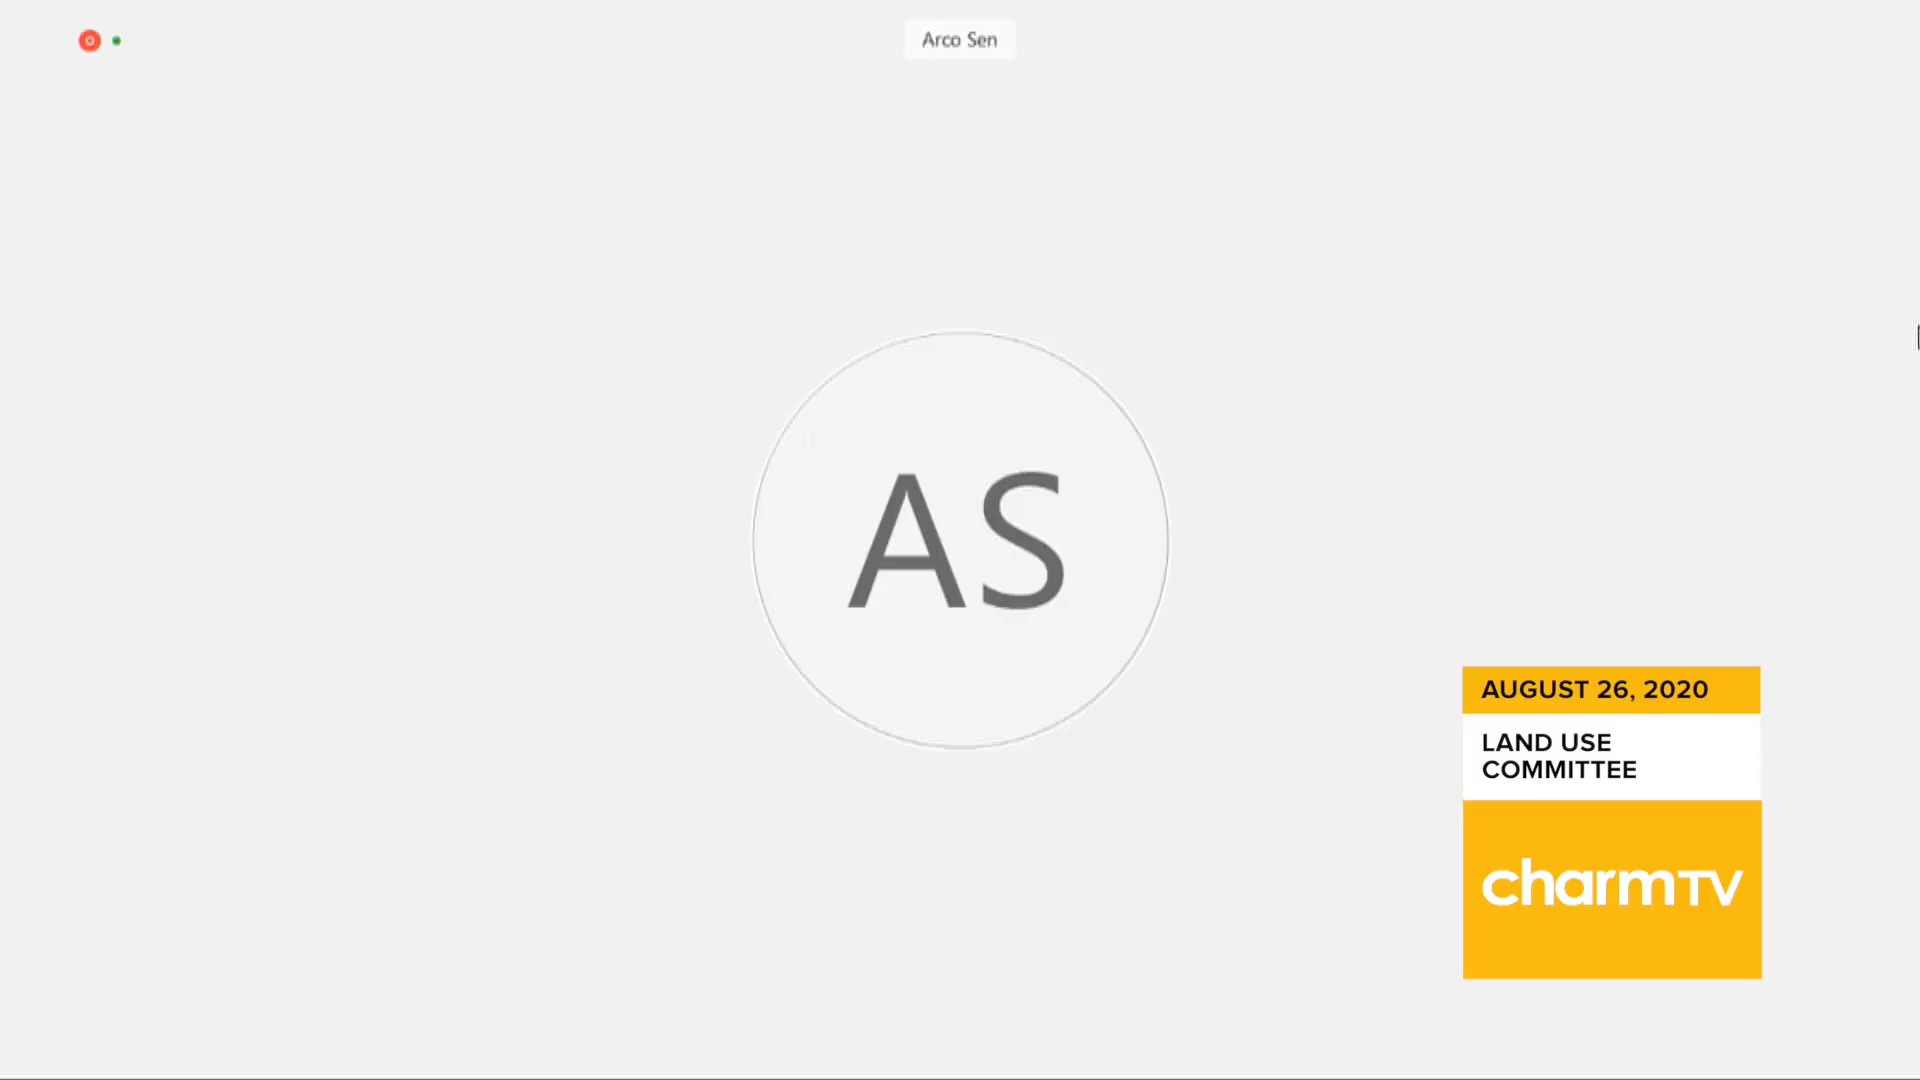 Arco Sen
AS
AUGUST 26, 2020
LAND USE
COMMITTEE
charmTV